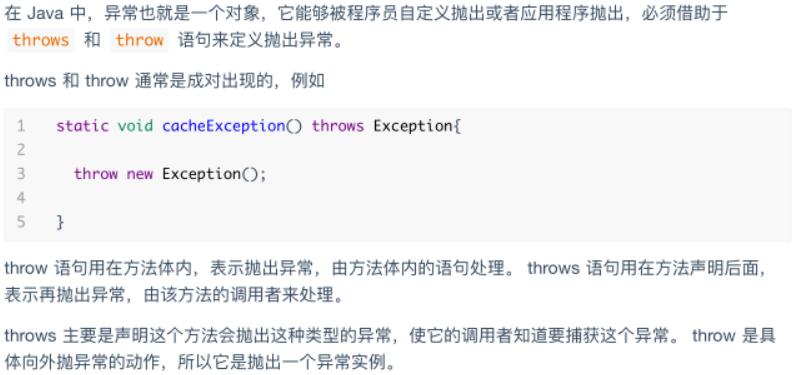 在 Java 中，异常也就是一个对象，它能够被程序员自定义抛出或者应用程序抛出，必须借助于
throws 和 throw 语句来定义抛出异常。
throws 和 throw 通常是成对出现的，例如
1 static void cacheException() throws Exception{
2
3 throw new Exception();
4
5 }
throw 语句用在方法体内，表示抛出异常，由方法体内的语句处理。 throws 语句用在方法声明后面，
表示再抛出异常，由该方法的调用者来处理。
throws 主要是声明这个方法会抛出这种类型的异常，使它的调用者知道要捕获这个异常。 throw 是具
体向外抛异常的动作，所以它是抛出一个异常实例。